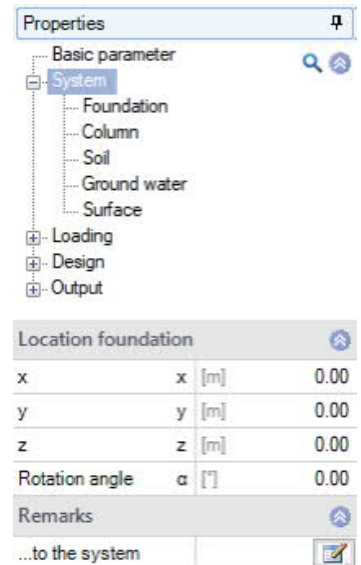 Properties
Basic parameter
System
Foundation
Column
Soil
Ground water
Surface
Loading
Design
Output
Location foundation
x x [m] 0.00
y y [m] 0.00
z z [m] 0.00
Rotation angle α [°] 0.00
Remarks
...to the system